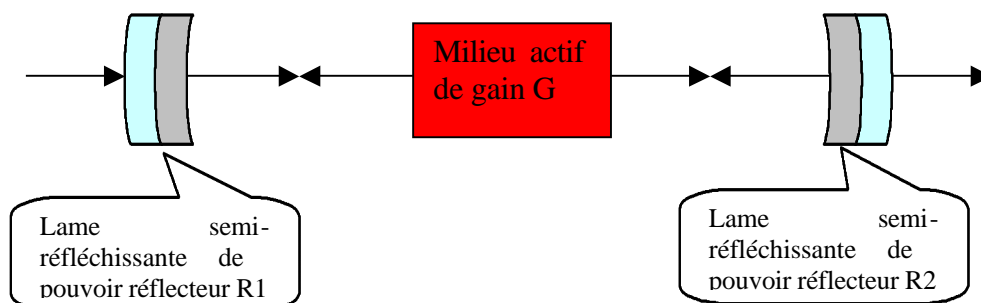 Milieu actif
de gain G
Lame semi-
réfléchissante de
pouvoir réflecteur R1
Lame semi-
réfléchissante de
pouvoir réflecteur R2